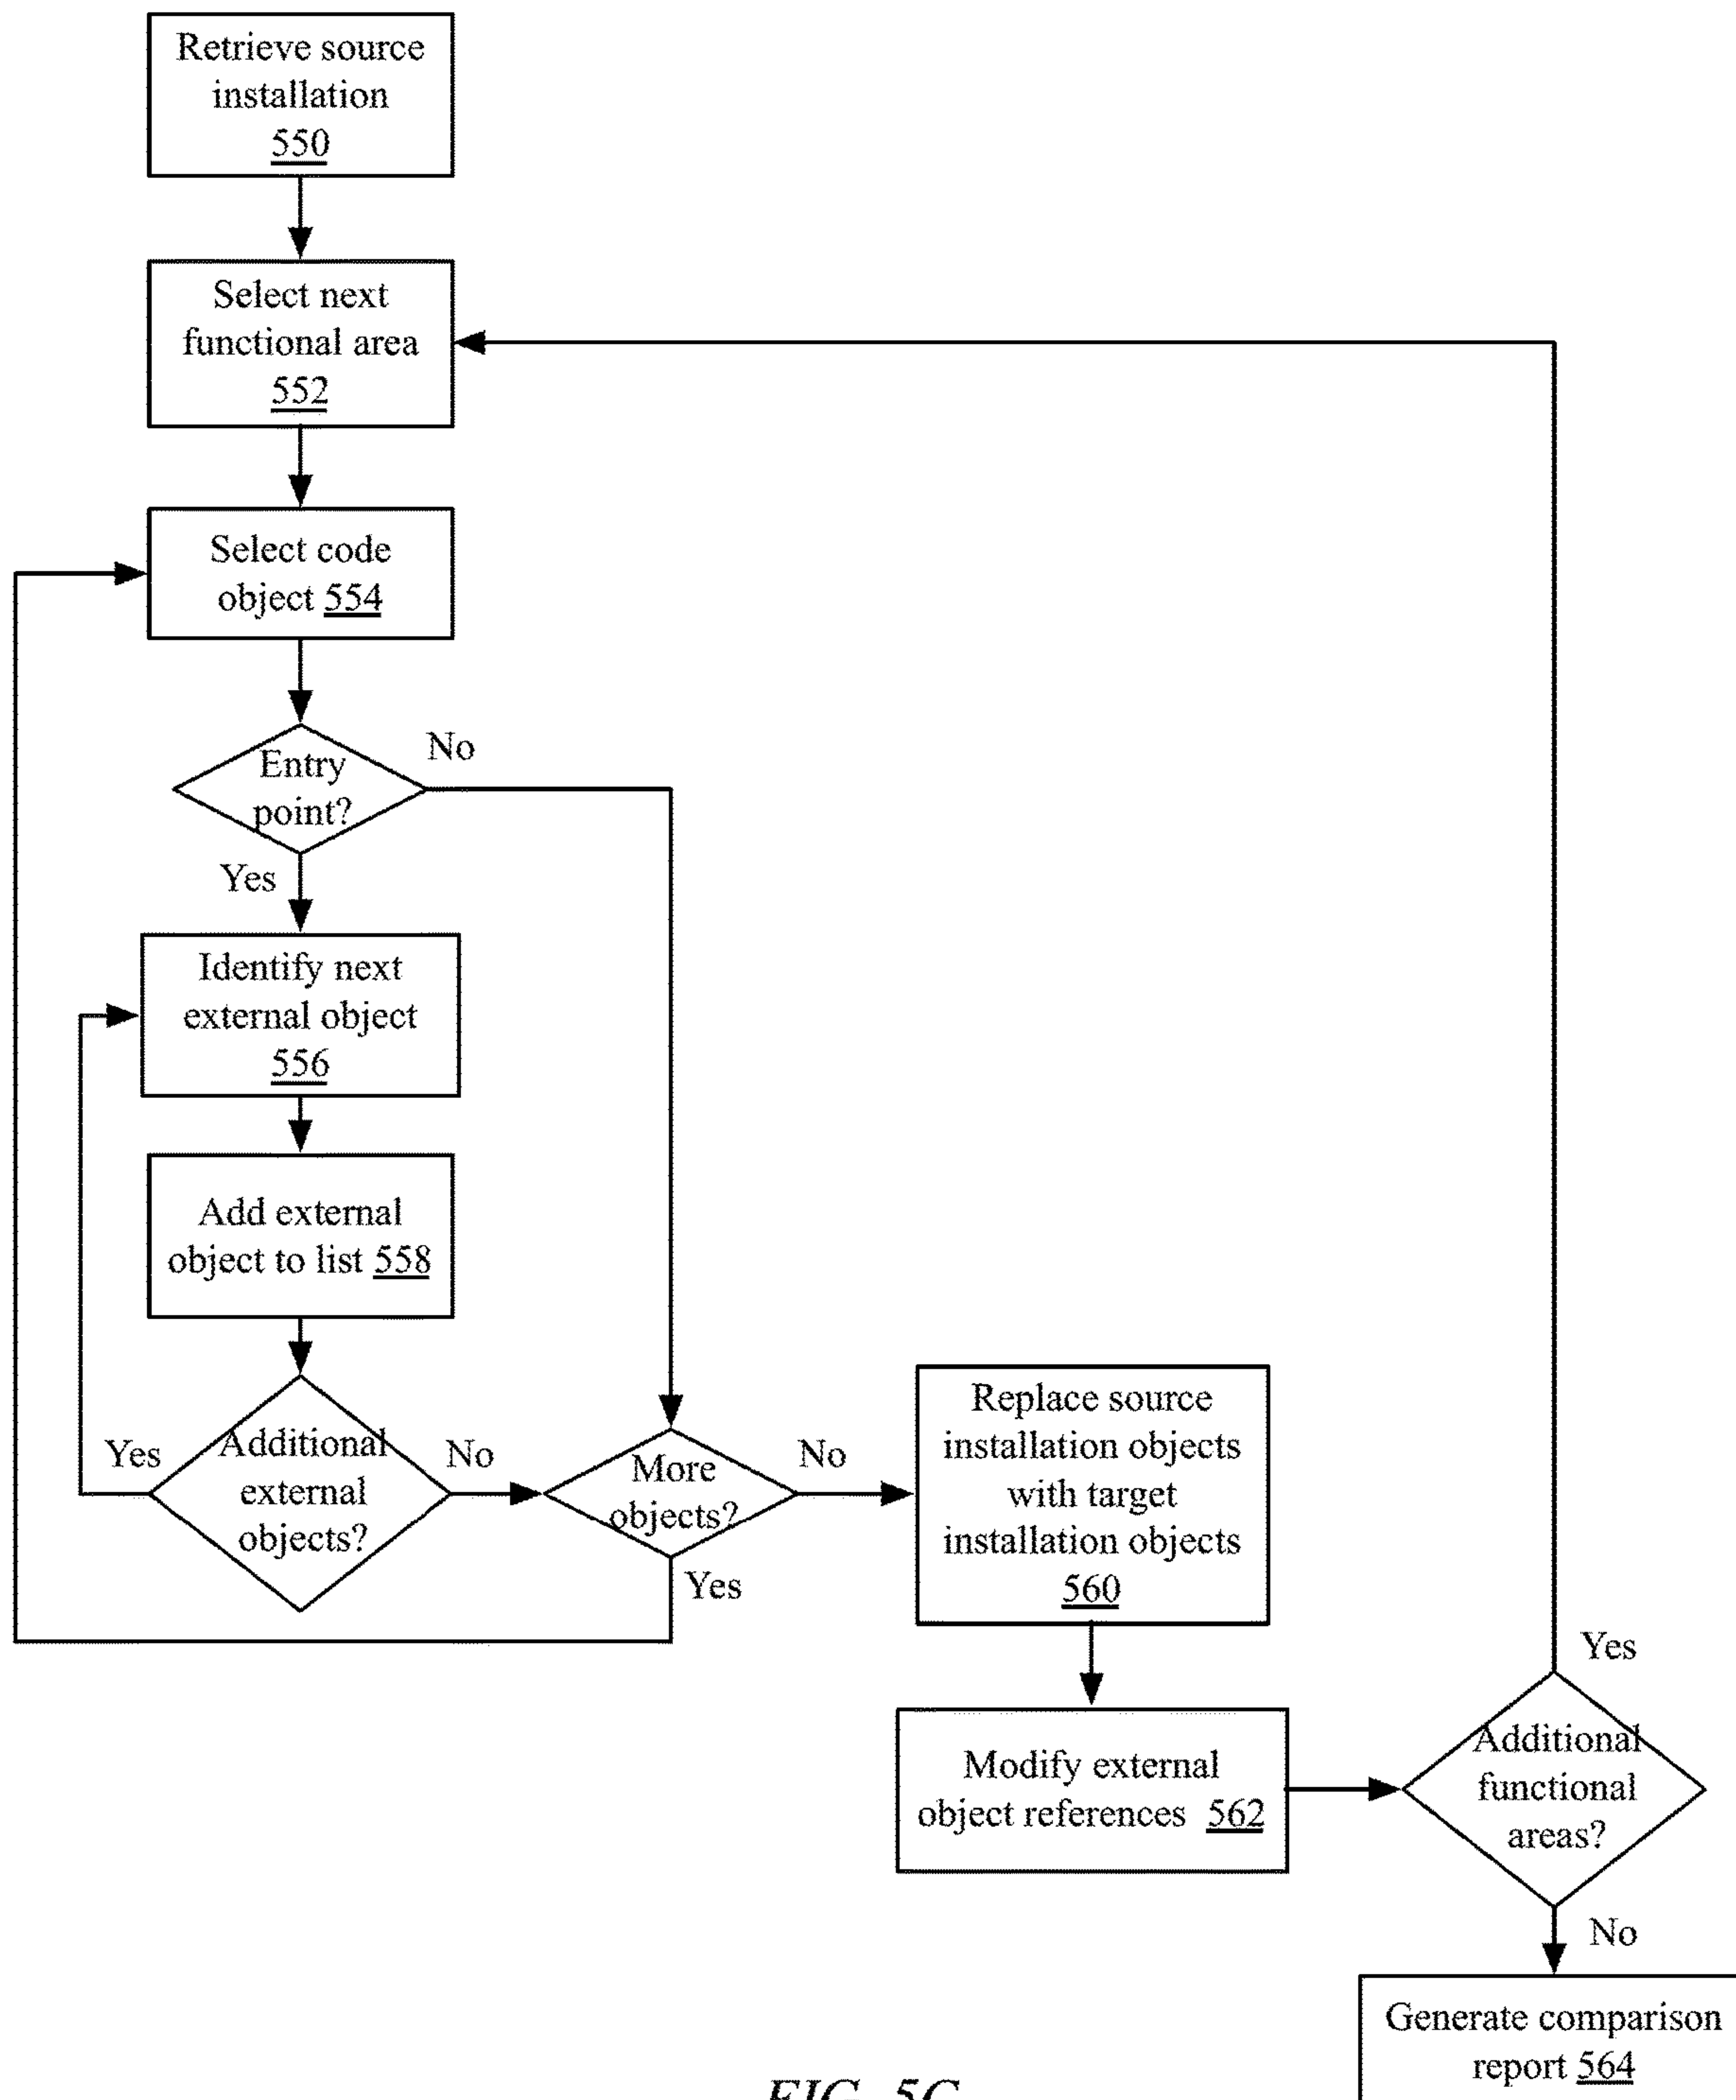 Retrieve source
installation
550
Select next
functional area
552
Select code
object 554
Entry
point?
No
Yes
Identify next
external object
556
Add external
object to list 558
Additional
external
objects?
Yes
No
More
objects?
No
Yes
Replace source
installation objects
with target
installation objects
560
Modify external
object references 562
Additional
functional
areas?
Yes
No
Generate comparison
report 564
FIG. 5C